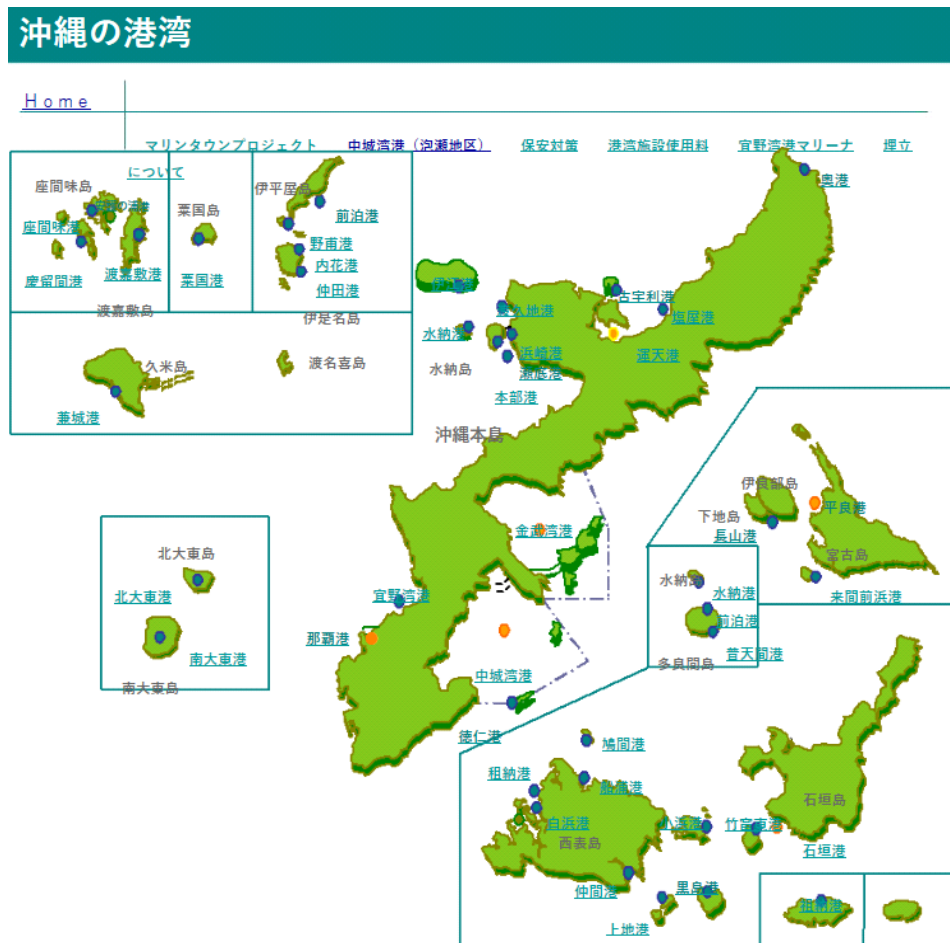 沖縄の港湾
Home
マリンタウンプロジェクト 中城湾港（泡瀬地区） 保安対策 港湾施設使用料 宜野湾港マリーナ 埋立
について
奥港
座間味島
伊平屋島
粟国島
前泊港
座間味港
野甫港
内花港
慶留間港
渡嘉敷港
粟国港
仲田港
渡嘉敷島
伊是名島
古宇利港
塩屋港
水納港
浜崎港
運天港
水納島
瀬底港
本部港
久米島
渡名喜島
兼城港
沖縄本島
伊良部島
平良港
下地島
長山港
宮古島
金武湾港
北大東島
北大東港
宜野湾港
水納島
水納港
来間前浜港
前泊港
普天間港
多良間島
那覇港
南大東港
南大東島
中城湾港
徳仁港
鳩間港
祖納港
船浦港
白浜港
西表島
小浜港
竹富東港
石垣島
石垣港
仲間港
黒島港
上地港
祖納港